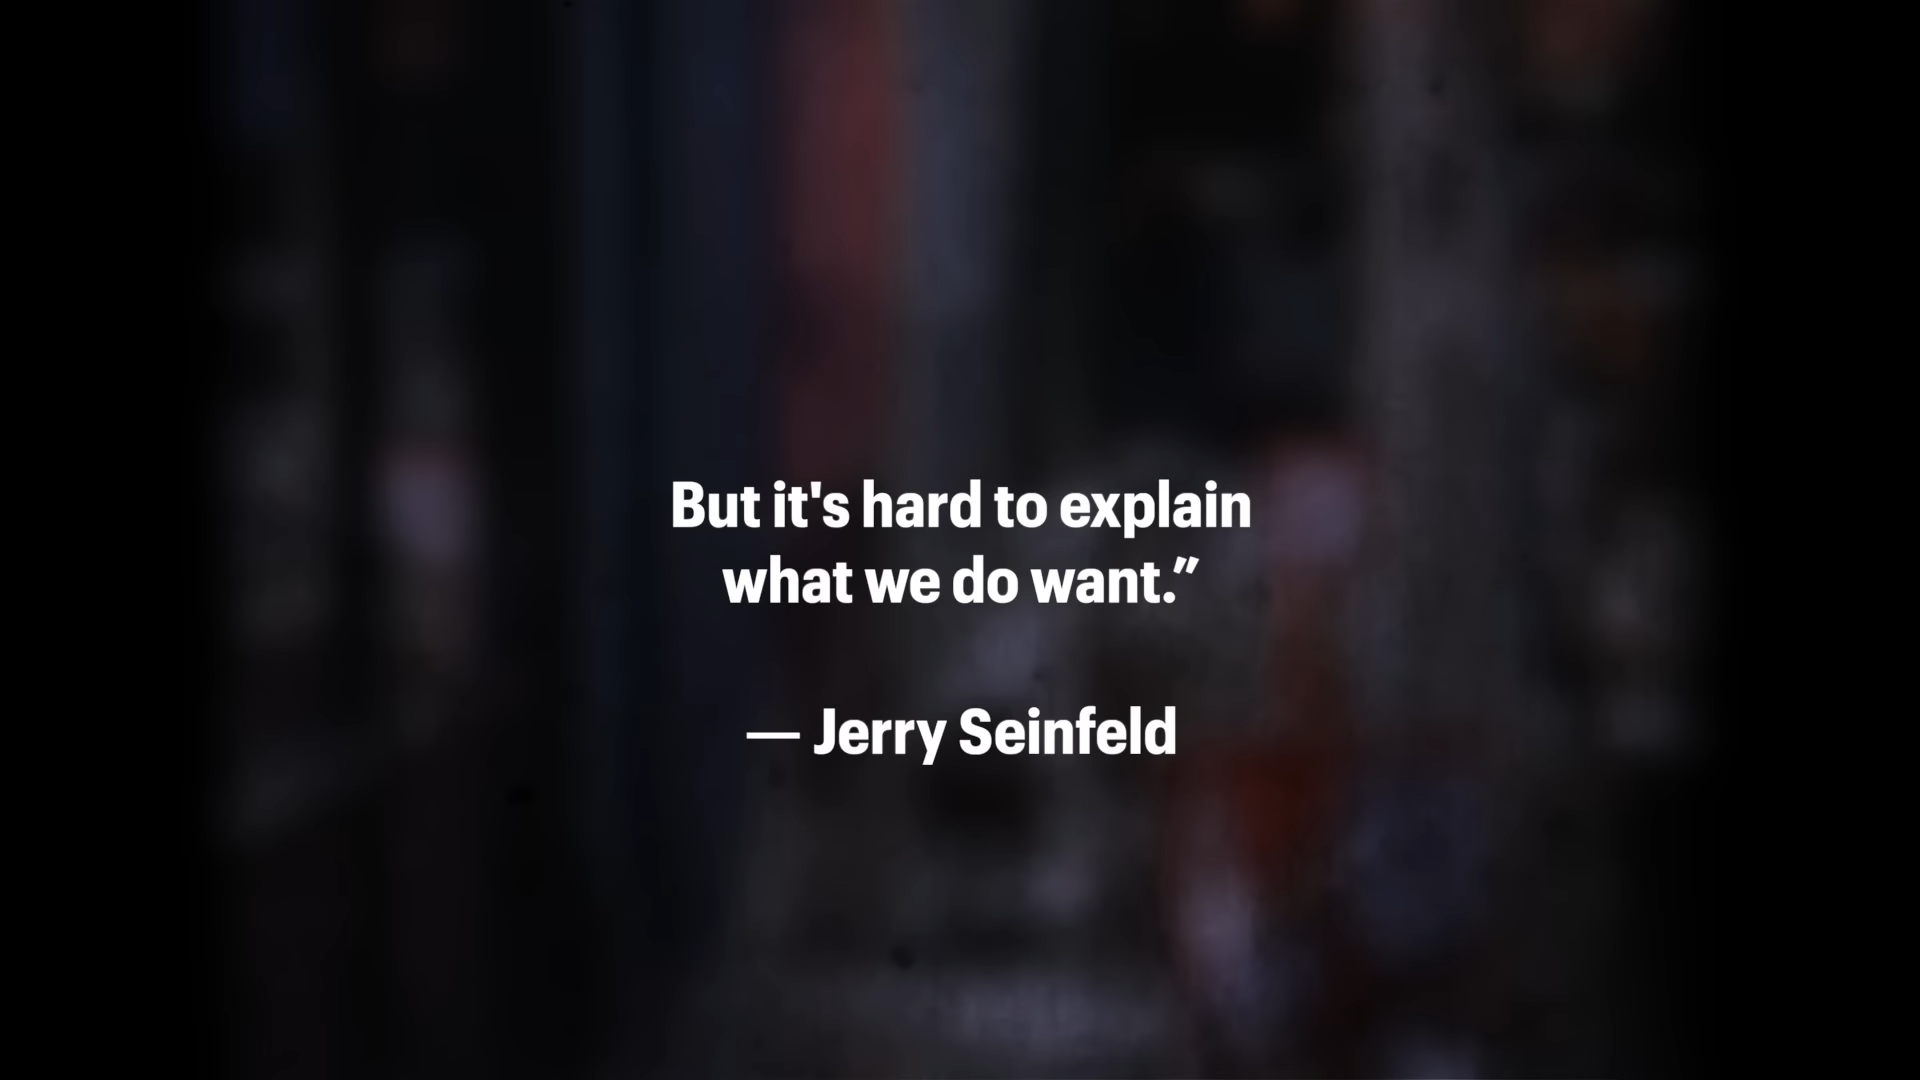 But it's hard to explain
what we do want.”
— Jerry Seinfeld